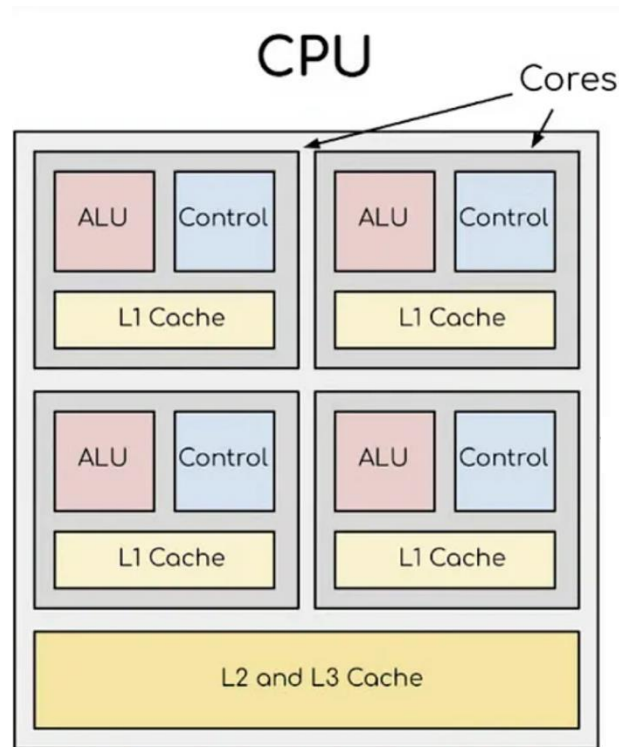 CPU
Cores
ALU Control ALU Control
L1 Cache L1 Cache
ALU Control ALU Control
L1 Cache L1 Cache
L2 and L3 Cache